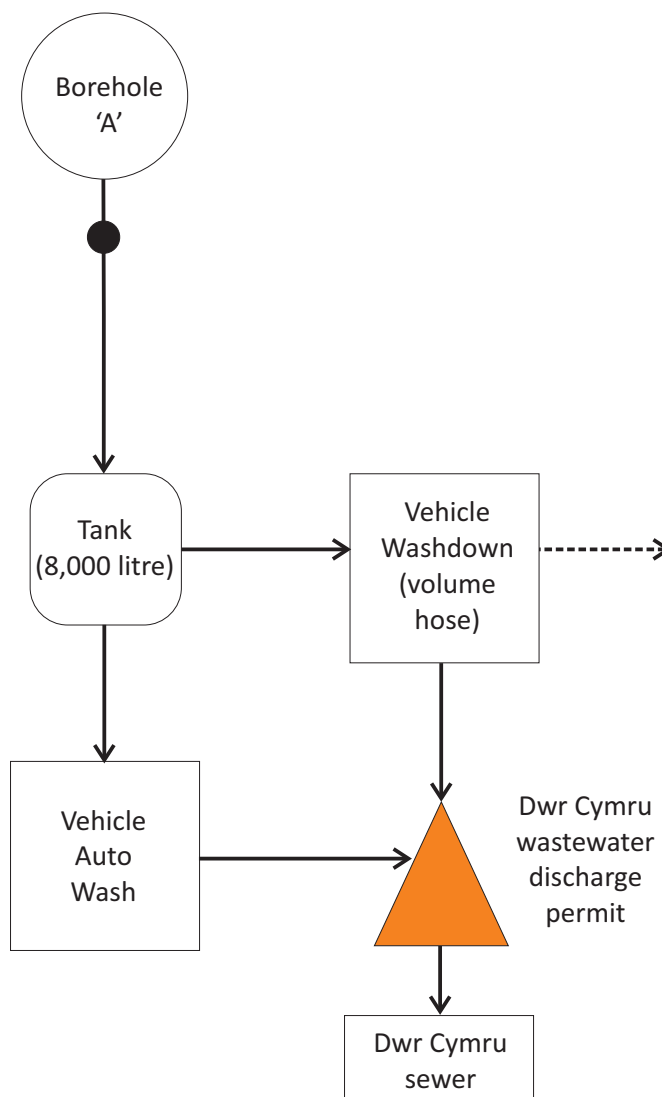 Borehole
‘A’
Tank
(8,000 litre)
Vehicle
Washdown
(volume
hose)
Vehicle
Auto
Wash
Dwr Cymru
wastewater
discharge
permit
Dwr Cymru
sewer